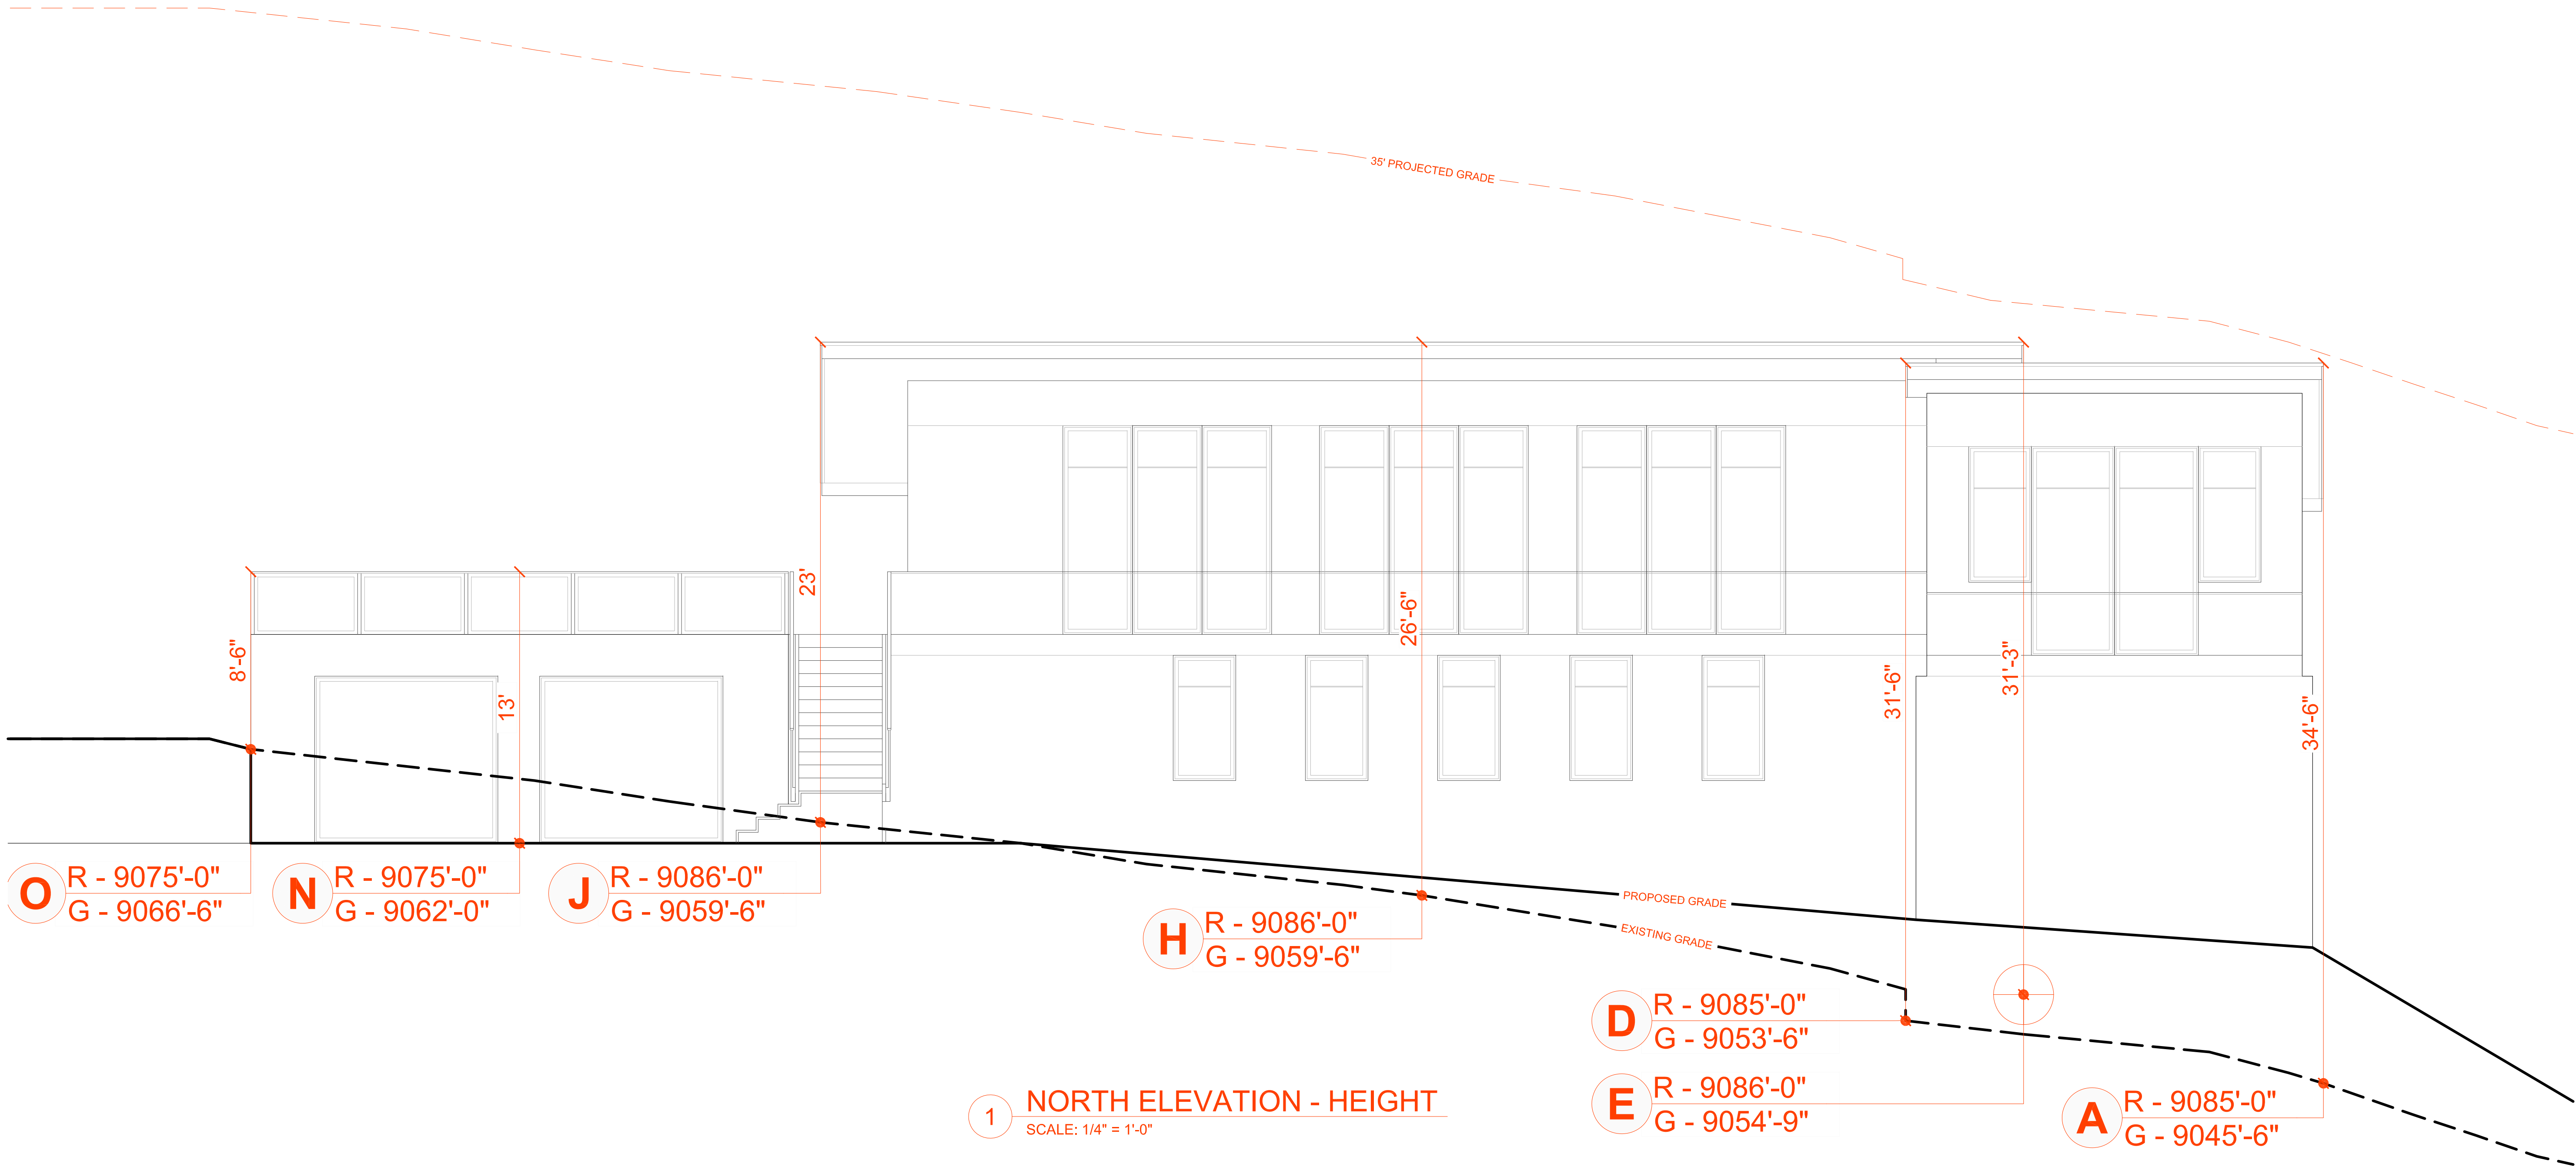 35' PROJECTED GRADE
8'-6"
13'
23'
26'-6"
31'-6"
31'-3"
34'-6"
O
R - 9075'-0"
G - 9066'-6"
N
R - 9075'-0"
G - 9062'-0"
J
R - 9086'-0"
G - 9059'-6"
H
R - 9086'-0"
G - 9059'-6"
PROPOSED GRADE
EXISTING GRADE
D
R - 9085'-0"
G - 9053'-6"
E
R - 9086'-0"
G - 9054'-9"
A
R - 9085'-0"
G - 9045'-6"
1
NORTH ELEVATION - HEIGHT
SCALE: 1/4" = 1'-0"